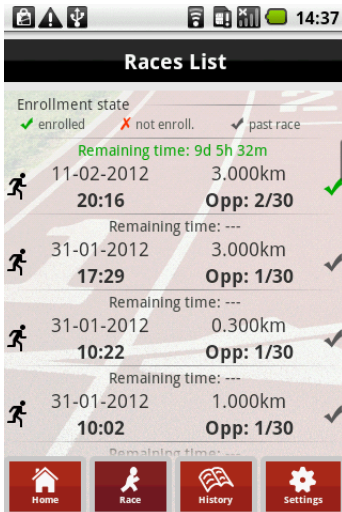 14:37
Races List
Enrollment state
enrolled not enroll. past race
Remaining time: 9d 5h 32m
11-02-2012 3.000km
20:16 Opp: 2/30
Remaining time: ---
31-01-2012 3.000km
17:29 Opp: 1/30
Remaining time: ---
31-01-2012 0.300km
10:22 Opp: 1/30
Remaining time: ---
31-01-2012 1.000km
10:02 Opp: 1/30
Remaining time: ---
Home Race History Settings